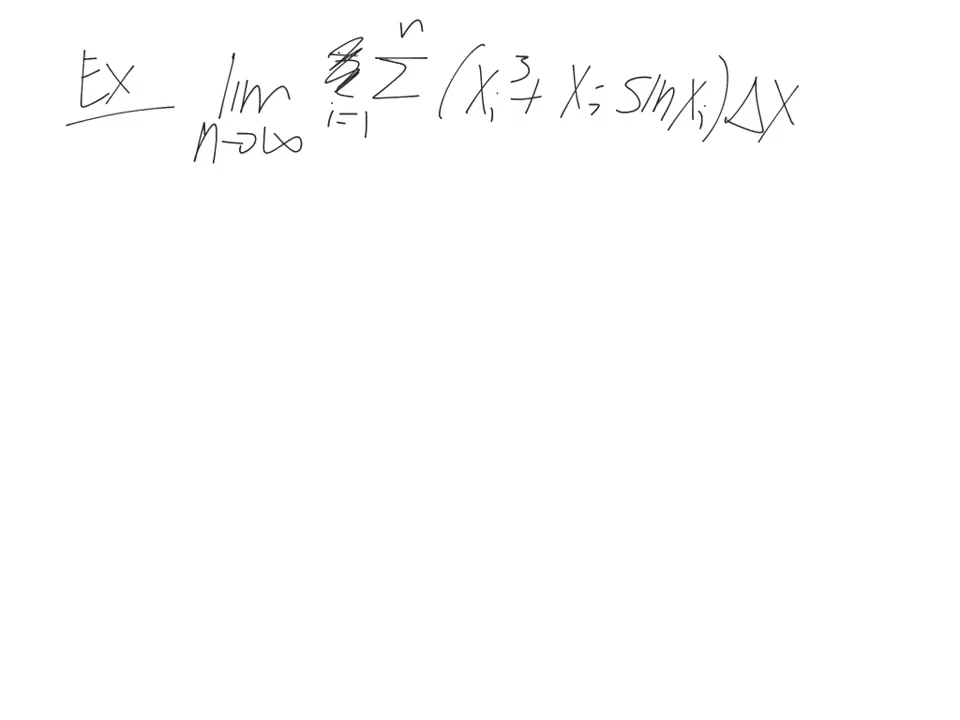 Ex lim n→∞ n Σ i=1 (xᵢ³ + xᵢ sin xᵢ) Δx